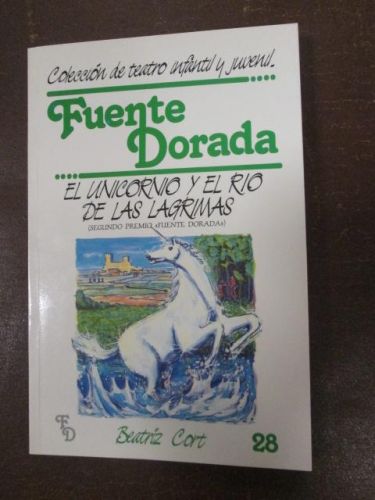 Colección de teatro infantil y juvenil.
Fuente
Dorada
EL UNICORNIO Y EL RIO
DE LAS LAGRIMAS
(SEGUNDO PREMIO, «FUENTE DORADA»)
F
D
Beatriz Cort
28